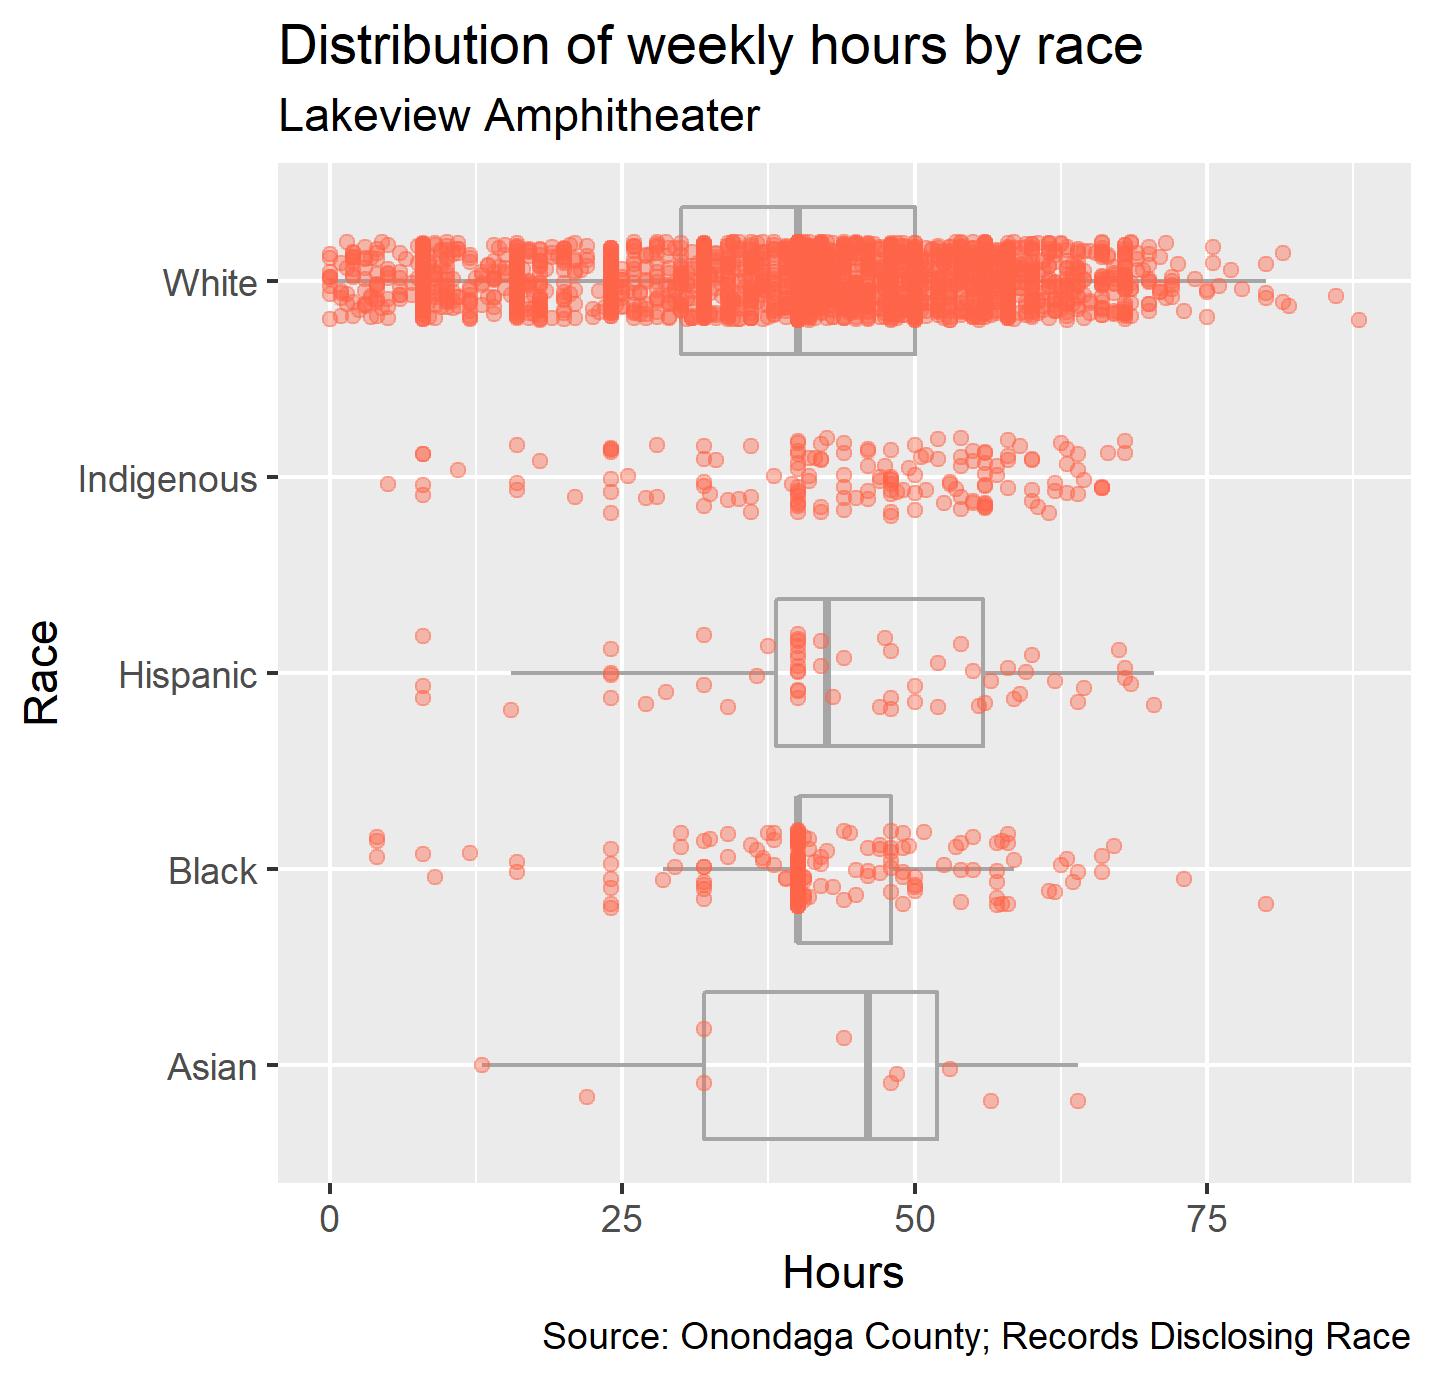 Distribution of weekly hours by race
Lakeview Amphitheater
White
Indigenous
Hispanic
Black
Asian
Race
0 25 50 75
Hours
Source: Onondaga County; Records Disclosing Race